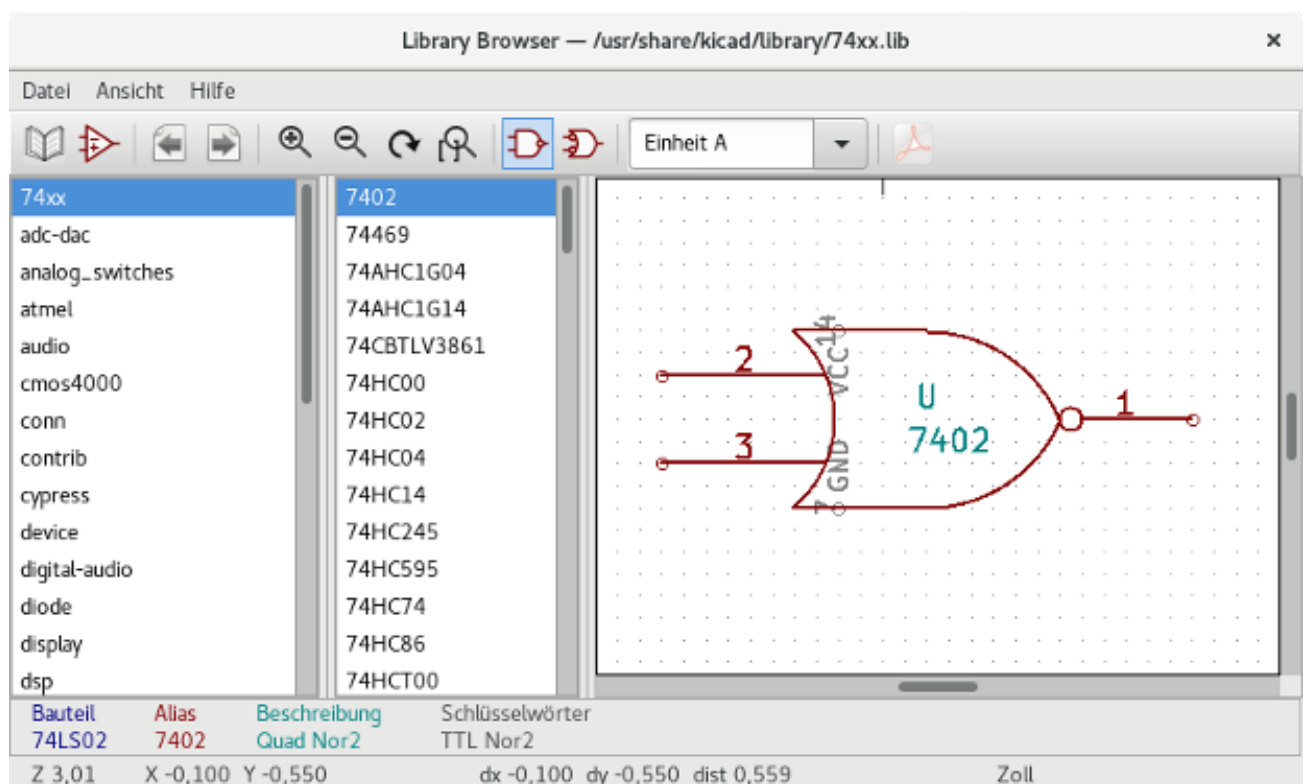 Library Browser — /usr/share/kicad/library/74xx.lib
Datei Ansicht Hilfe
Einheit A
74xx
adc-dac
analog_switches
atmel
audio
cmos4000
conn
contrib
cypress
device
digital-audio
diode
display
dsp
7402
74469
74AHC1G04
74AHC1G14
74CBTLV3861
74HC00
74HC02
74HC04
74HC14
74HC245
74HC595
74HC74
74HC86
74HCT00
14
VCC
2
3
GND
7
U
7402
1
Bauteil Alias Beschreibung Schlüsselwörter
74LS02 7402 Quad Nor2 TTL Nor2
Z 3,01 X -0,100 Y -0,550 dx -0,100 dy -0,550 dist 0,559 Zoll